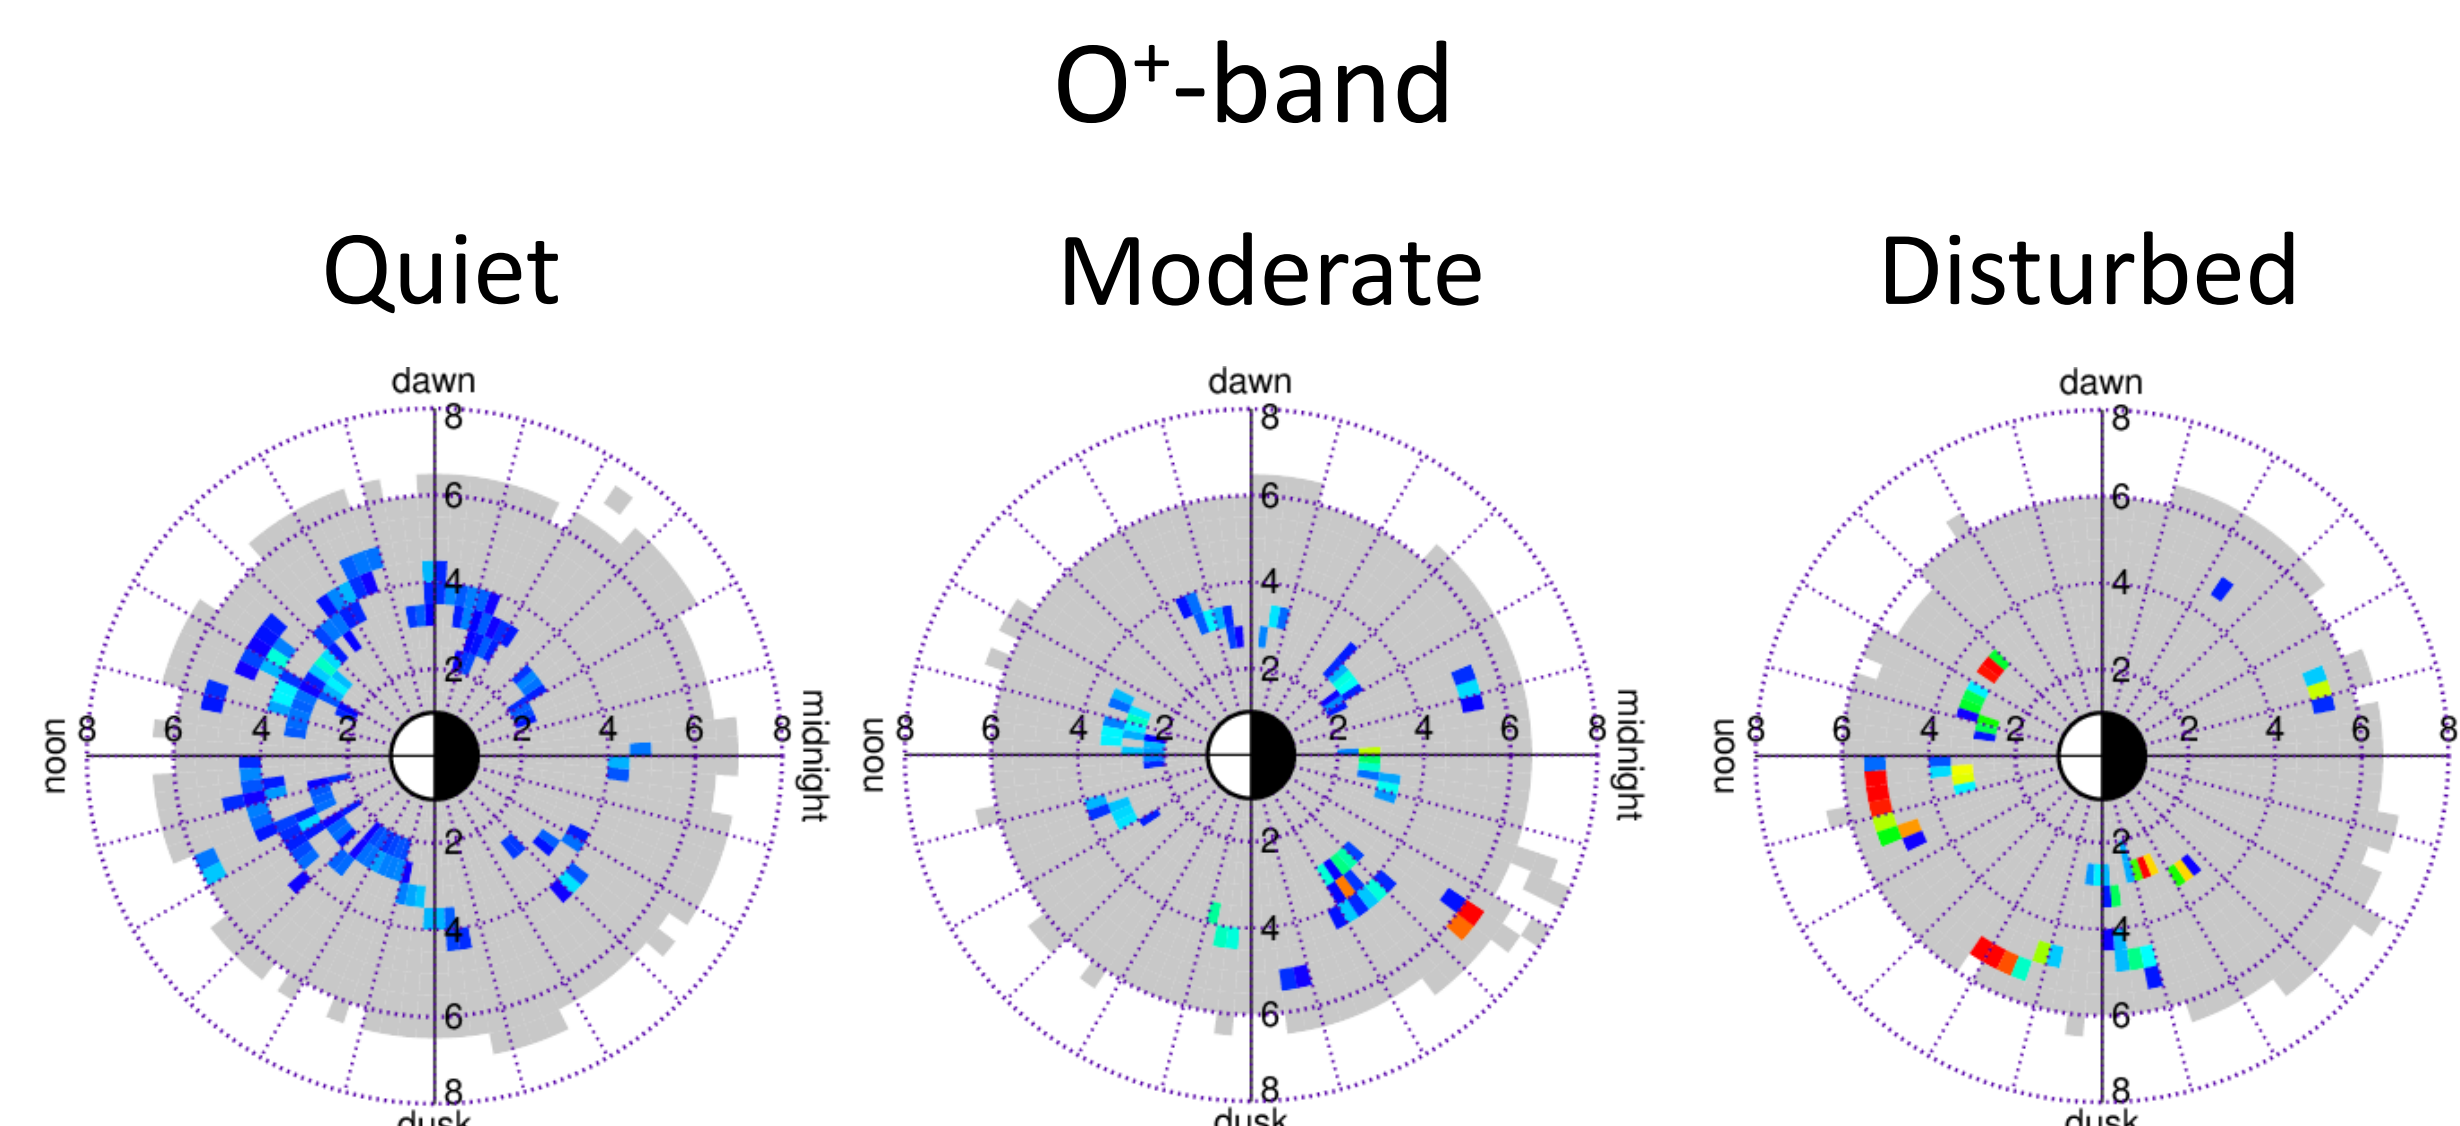 O⁺-band
Quiet Moderate Disturbed
dawn dawn dawn
8 8 8
6 6 6
4 4 4
2 2 2
noon 8 6 4 2 2 4 6 8 midnight noon 8 6 4 2 2 4 6 8 midnight noon 8 6 4 2 2 4 6 8
2 2 2
4 4 4
6 6 6
8 8 8
dusk dusk dusk